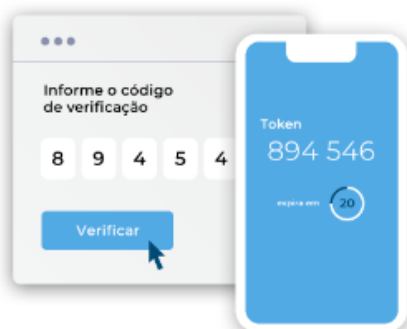 Informe o código
de verificação
8 9 4 5 4
Verificar
Token
894 546
expira em
20